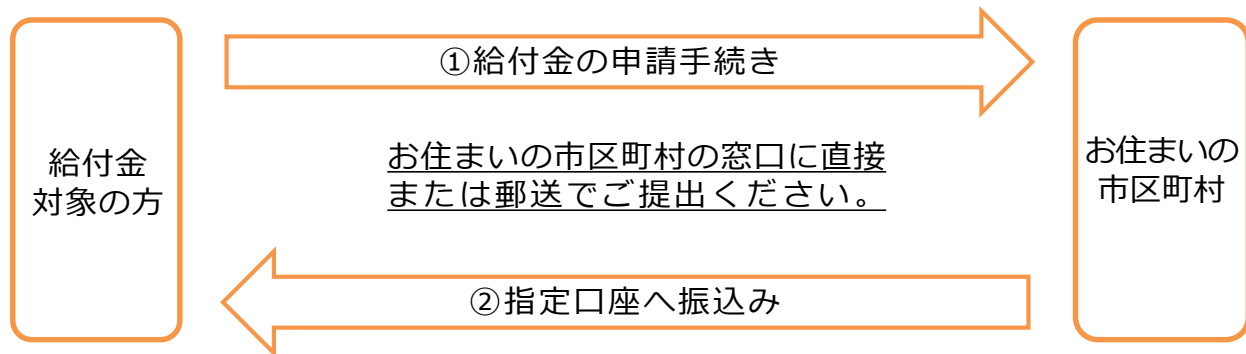 ①給付金の申請手続き
給付金
対象の方
お住まいの市区町村の窓口に直接
または郵送でご提出ください。
お住まいの
市区町村
②指定口座へ振込み